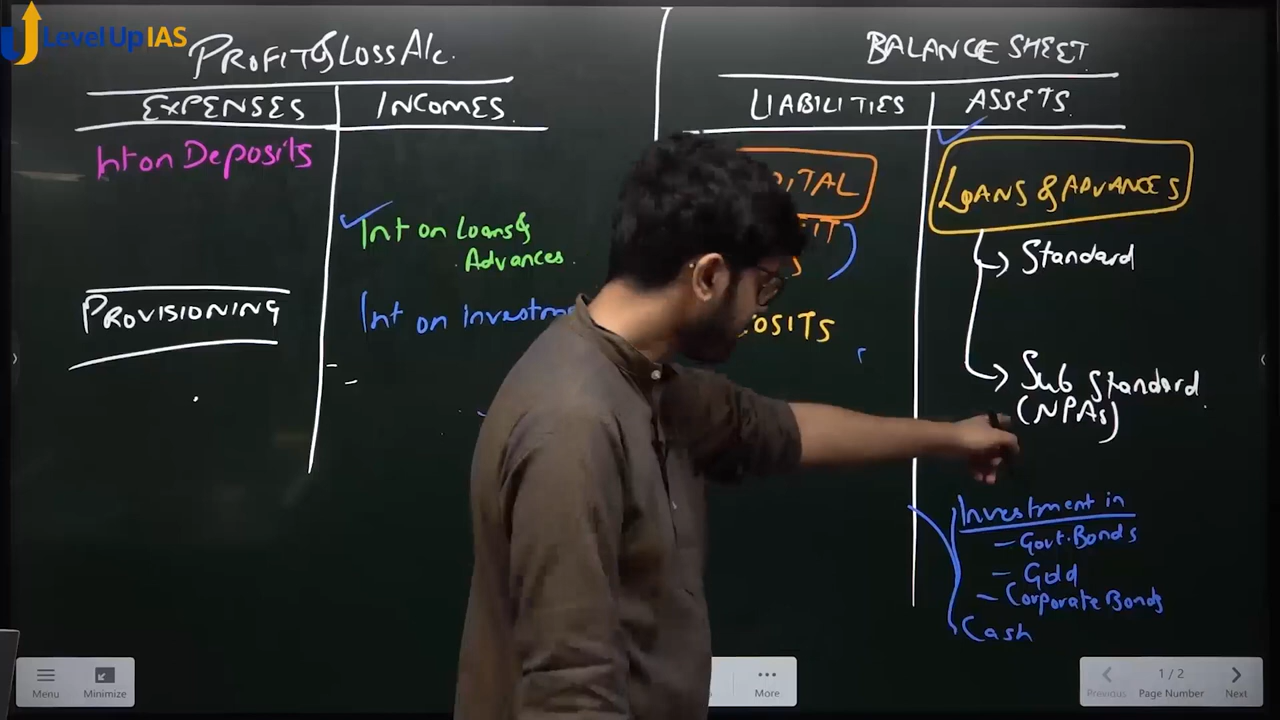 Level Up IAS
PROFIT & LOSS A/c.
EXPENSES
INCOMES
Int on Deposits
Int on Loans &
Advances
PROVISIONING
Int on
BALANCE SHEET
LIABILITIES
ASSETS
LOANS & ADVANCES
Standard
Sub Standard
(NPAs)
Investment in
- Govt. Bonds
- Gold
- Corporate Bonds
Cash
Menu
Minimize
More
Previous
1/2
Page Number
Next